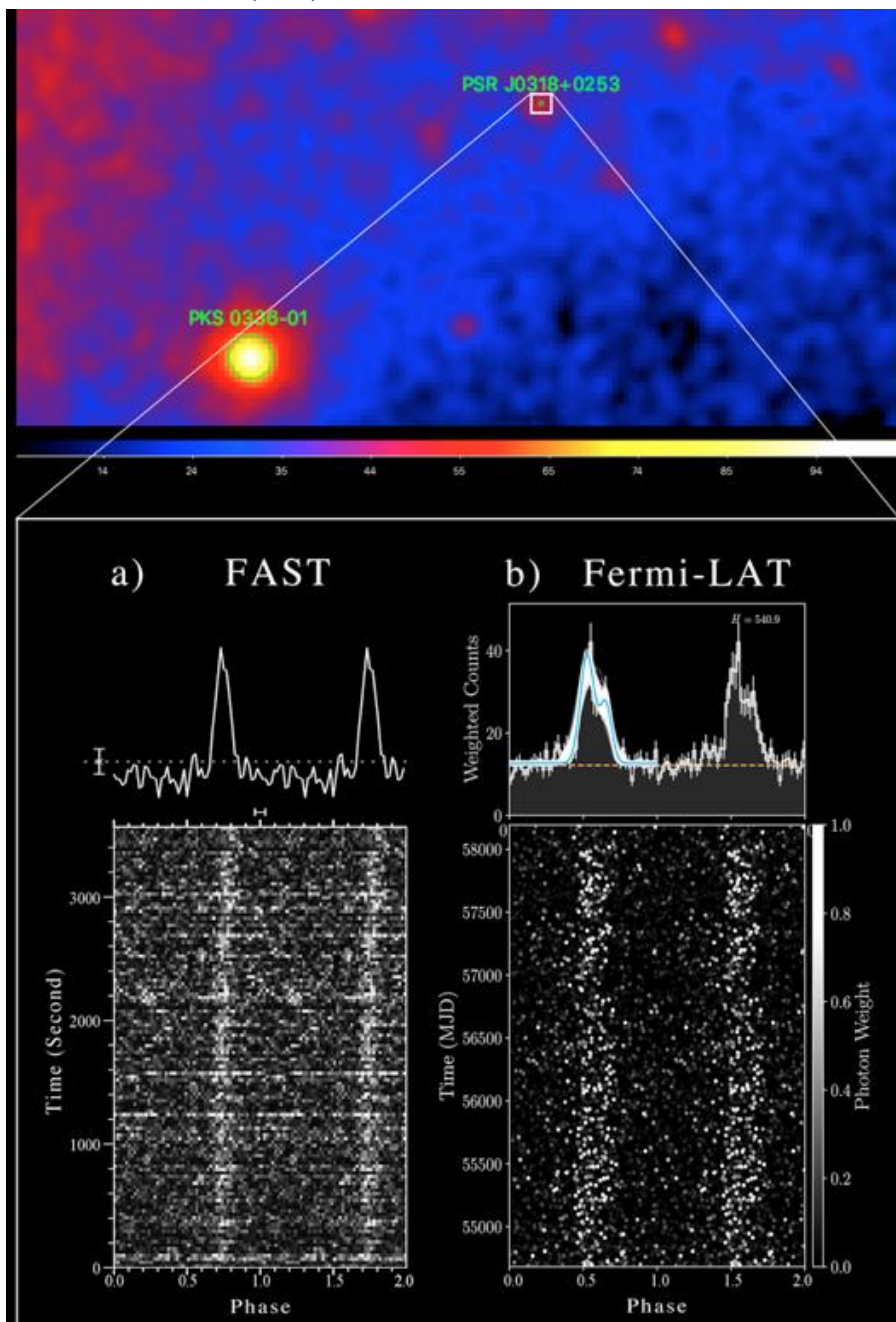 PSR J0318+0253
PKS 0336-01
14 24 35 44 55 65 74 85 94
a) FAST
b) Fermi-LAT
H = 540.9
Weighted Counts
40
20
0
Time (Second)
3000
2000
1000
0
0.0 0.5 1.0 1.5 2.0
Phase
Time (MJD)
58000
57500
57000
56500
56000
55500
55000
0.0 0.5 1.0 1.5 2.0
Phase
1.0
0.8
0.6
0.4
0.2
0.0
Photon Weight